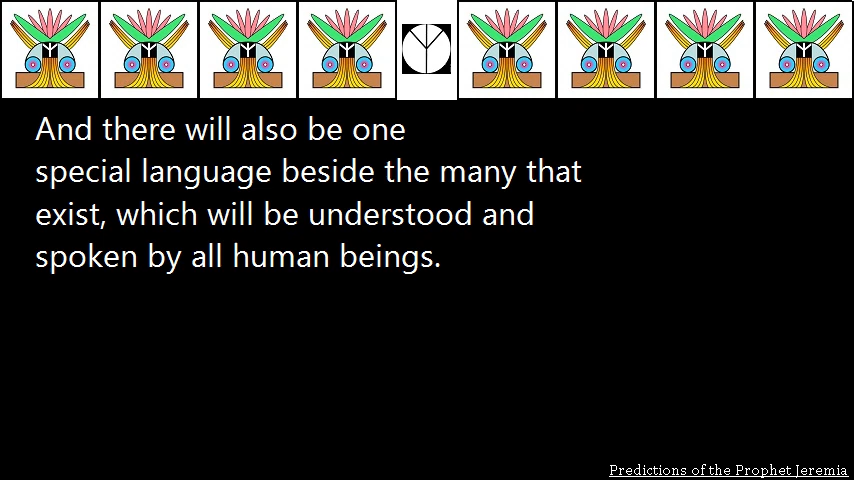 And there will also be one
special language beside the many that
exist, which will be understood and
spoken by all human beings.
Predictions of the Prophet Jeremia